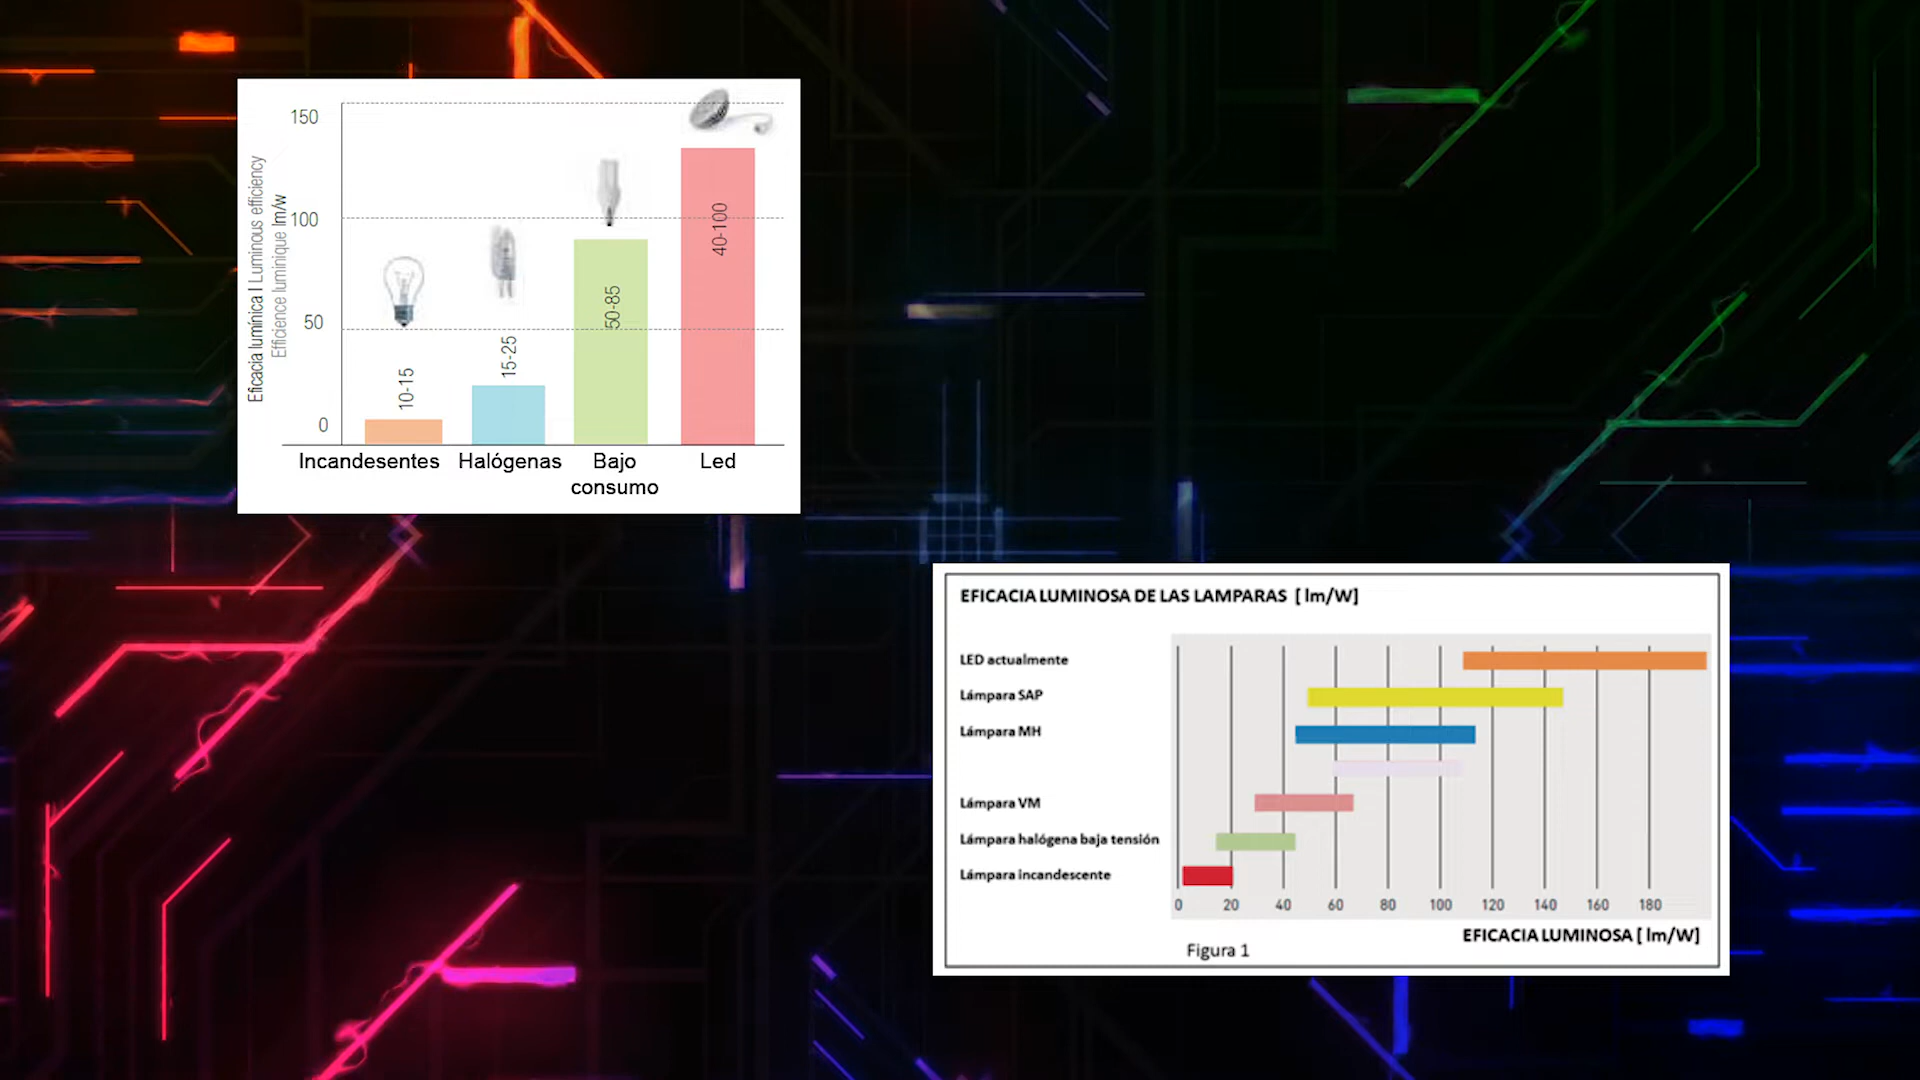 Eficacia lumínica | Luminous efficiency
Efficience luminique lm/w
150
100
50
0
10-15
15-25
50-85
40-100
Incandesentes
Halógenas
Bajo
consumo
Led
EFICACIA LUMINOSA DE LAS LAMPARAS [ lm/W]
LED actualmente
Lámpara SAP
Lámpara MH
Lámpara VM
Lámpara halógena baja tensión
Lámpara incandescente
0 20 40 60 80 100 120 140 160 180
EFICACIA LUMINOSA [ lm/W]
Figura 1